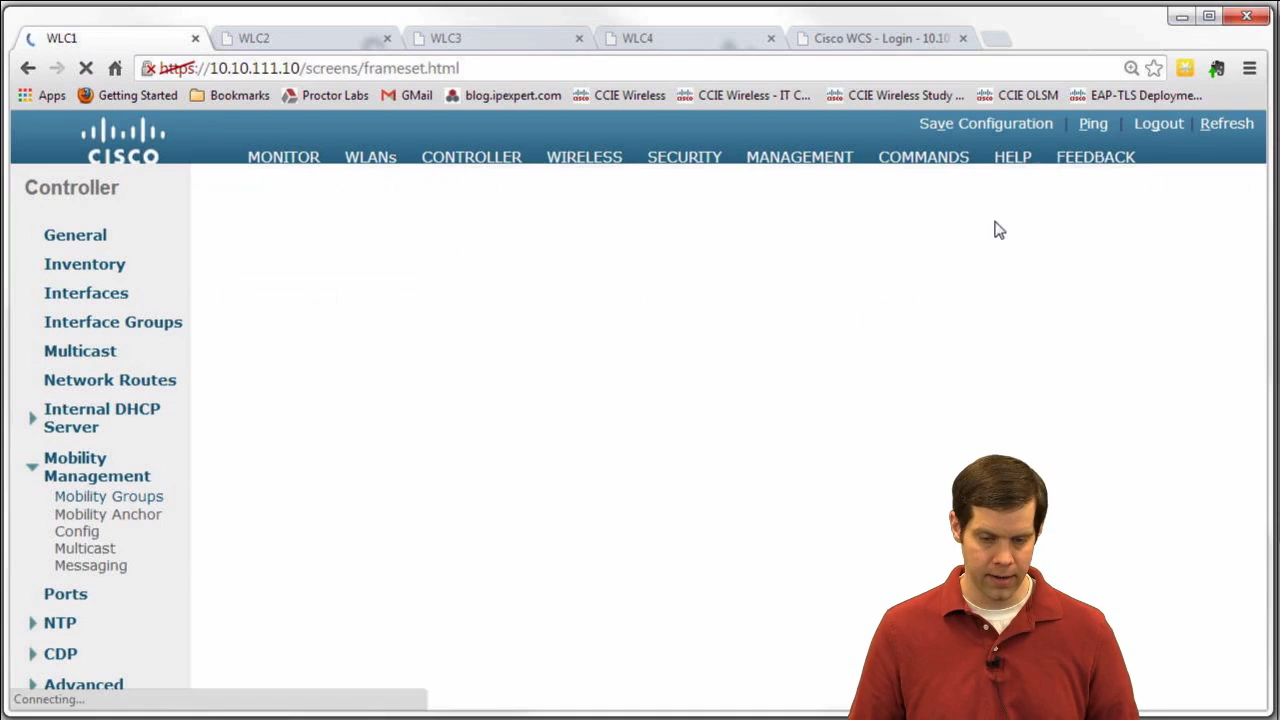 WLC1
WLC2
WLC3
WLC4
Cisco WCS - Login - 10.10
https://10.10.111.10/screens/frameset.html
Apps
Getting Started
Bookmarks
Proctor Labs
GMail
blog.ipexpert.com
CCIE Wireless
CCIE Wireless - IT C...
CCIE Wireless Study ...
CCIE OLSM
EAP-TLS Deployme...
Save Configuration | Ping | Logout | Refresh
CISCO
MONITOR WLANs CONTROLLER WIRELESS SECURITY MANAGEMENT COMMANDS HELP FEEDBACK
Controller
General
Inventory
Interfaces
Interface Groups
Multicast
Network Routes
Internal DHCP
Server
Mobility
Management
Mobility Groups
Mobility Anchor
Config
Multicast
Messaging
Ports
NTP
CDP
Advanced
Connecting...